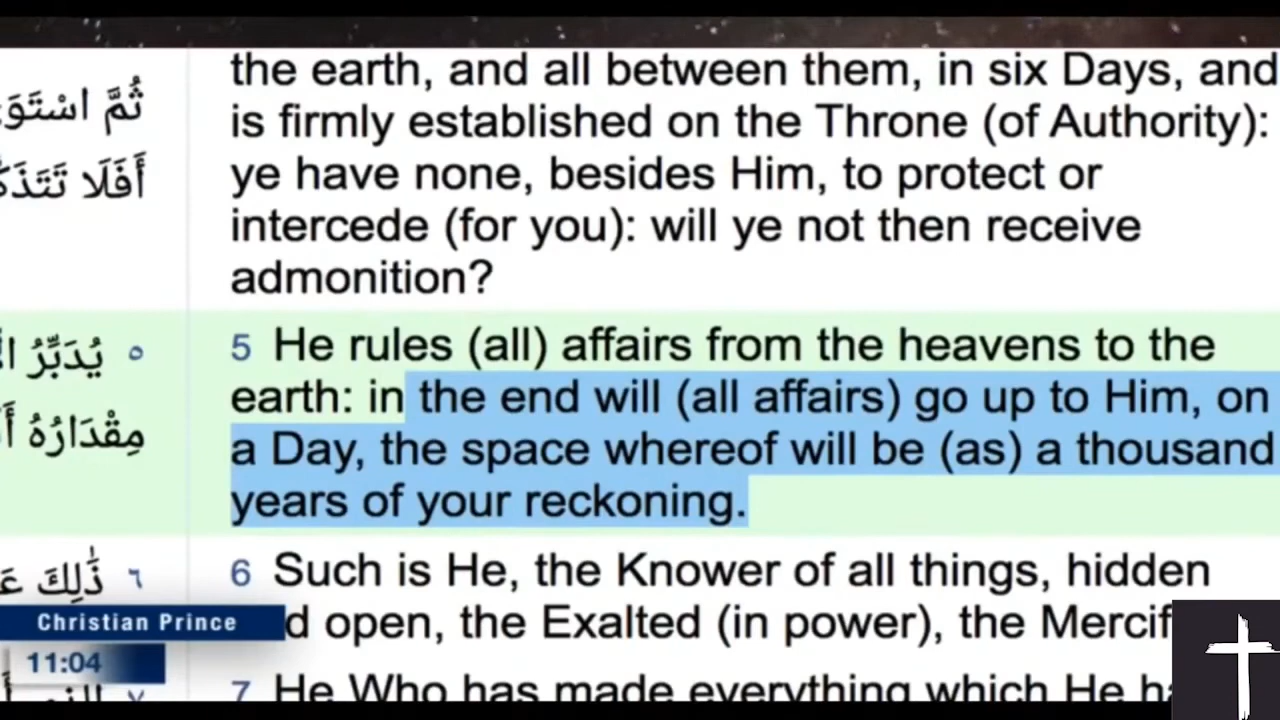 the earth, and all between them, in six Days, and
ثُمَّ
is firmly established on the Throne (of Authority):
ye have none, besides Him, to protect or
أَفَلَا
intercede (for you): will ye not then receive
admonition?
٥ يُدَبِّرُ
5 He rules (all) affairs from the heavens to the
earth: in the end will (all affairs) go up to Him, on
مِقْدَارُهُ
a Day, the space whereof will be (as) a thousand
years of your reckoning.
٦ ذَٰلِكَ
6 Such is He, the Knower of all things, hidden
open, the Exalted (in power), the
Christian Prince
11:04
٧
7 He Who has made everything which He